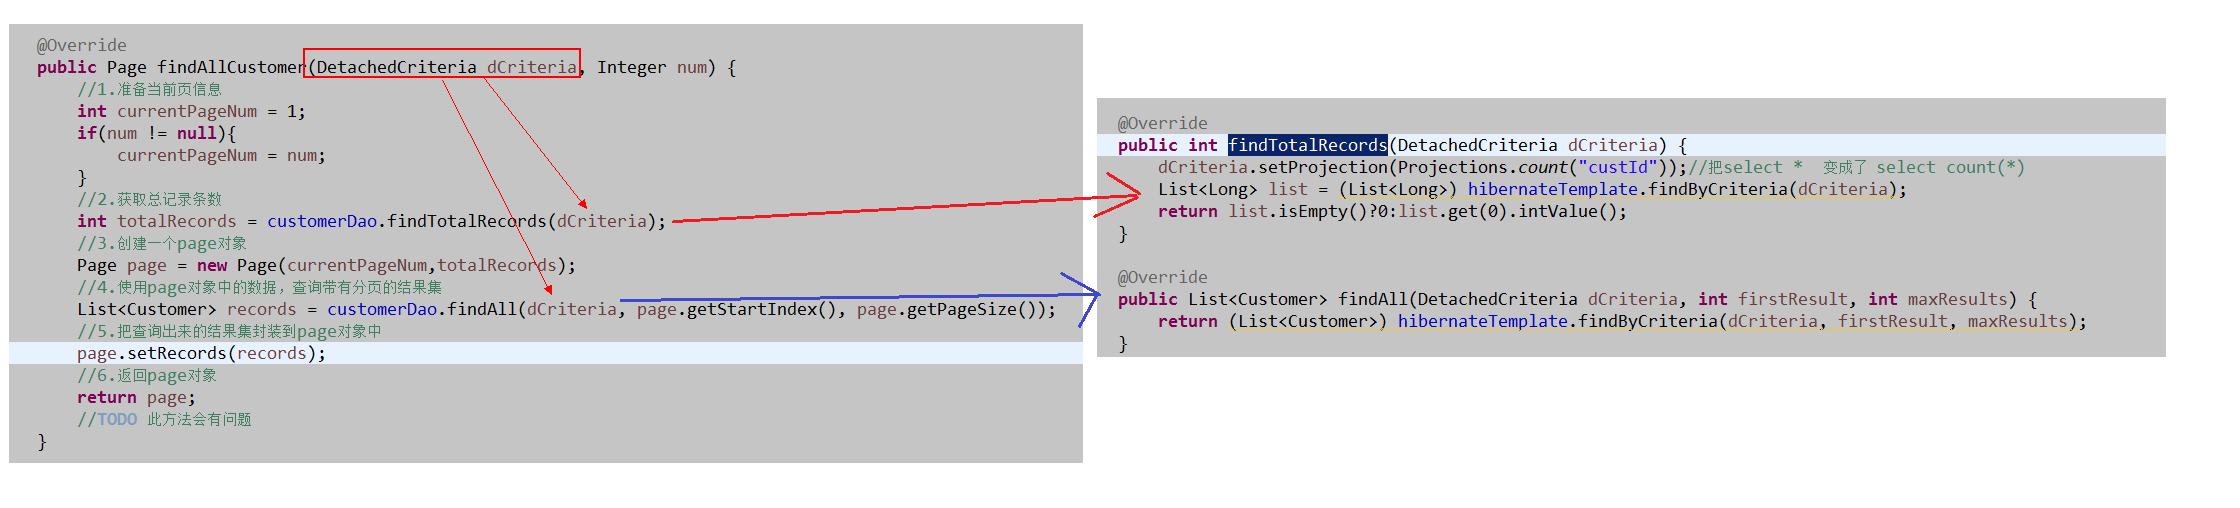 @Override
public Page findAllCustomer(DetachedCriteria dCriteria, Integer num) {
//1.准备当前页信息
int currentPageNum = 1;
if(num != null){
currentPageNum = num;
}
//2.获取总记录条数
int totalRecords = customerDao.findTotalRecords(dCriteria);
//3.创建一个page对象
Page page = new Page(currentPageNum,totalRecords);
//4.使用page对象中的数据，查询带有分页的结果集
List<Customer> records = customerDao.findAll(dCriteria, page.getStartIndex(), page.getPageSize());
//5.把查询出来的结果集封装到page对象中
page.setRecords(records);
//6.返回page对象
return page;
//TODO 此方法会有问题
}
@Override
public int findTotalRecords(DetachedCriteria dCriteria) {
dCriteria.setProjection(Projections.count("custId"));//把select * 变成了 select count(*)
List<Long> list = (List<Long>) hibernateTemplate.findByCriteria(dCriteria);
return list.isEmpty()?0:list.get(0).intValue();
}
@Override
public List<Customer> findAll(DetachedCriteria dCriteria, int firstResult, int maxResults) {
return (List<Customer>) hibernateTemplate.findByCriteria(dCriteria, firstResult, maxResults);
}